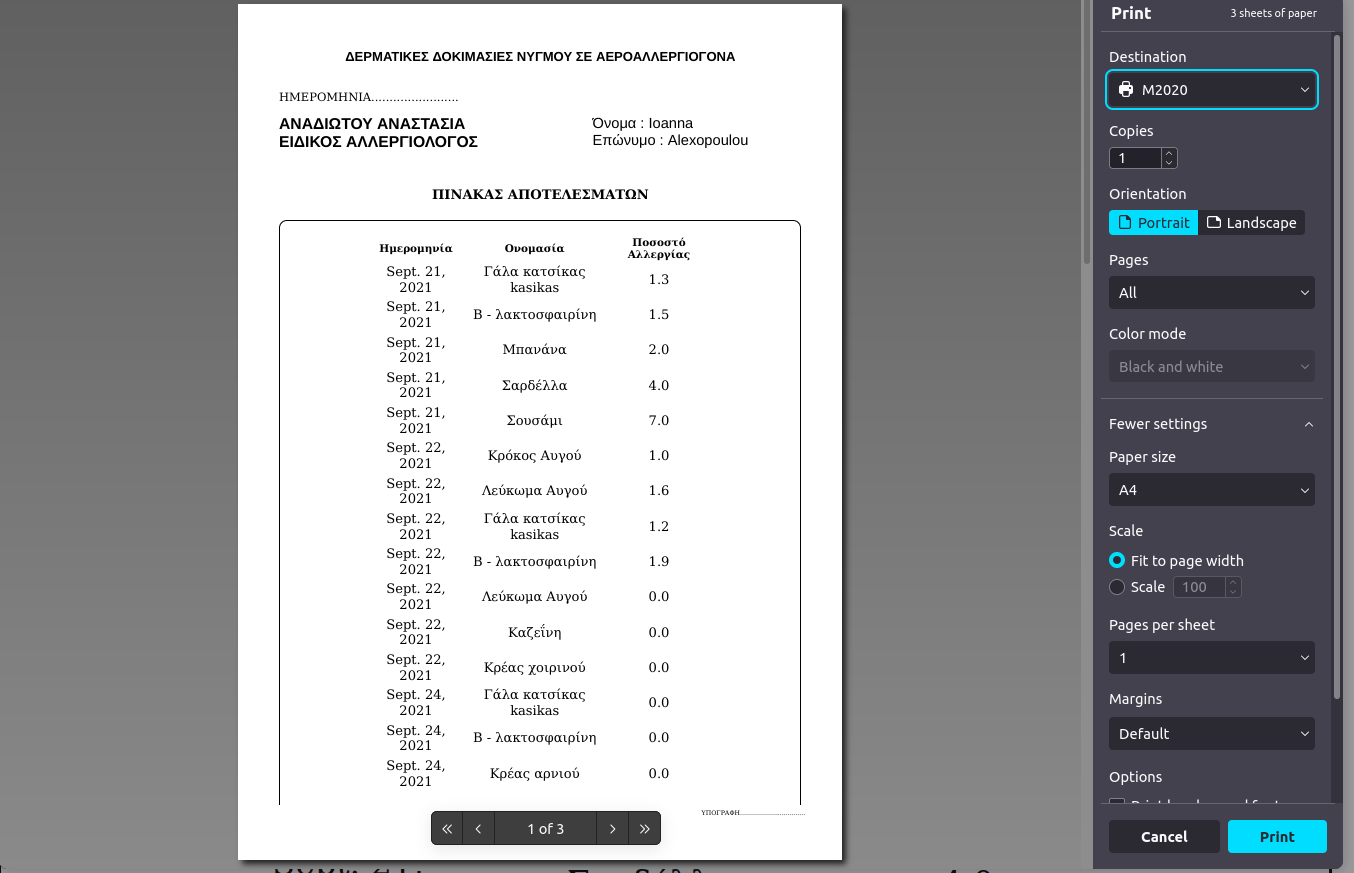 Print
3 sheets of paper
ΔΕΡΜΑΤΙΚΕΣ ΔΟΚΙΜΑΣΙΕΣ ΝΥΓΜΟΥ ΣΕ ΑΕΡΟΑΛΛΕΡΓΙΟΓΟΝΑ
ΗΜΕΡΟΜΗΝΙΑ........................
ΑΝΑΔΙΩΤΟΥ ΑΝΑΣΤΑΣΙΑ
ΕΙΔΙΚΟΣ ΑΛΛΕΡΓΙΟΛΟΓΟΣ
Όνομα : Ioanna
Επώνυμο : Alexopoulou
ΠΙΝΑΚΑΣ ΑΠΟΤΕΛΕΣΜΑΤΩΝ
Ημερομηνία Ονομασία Ποσοστό
Αλλεργίας
Sept. 21,
2021
Γάλα κατσίκας
kasikas
1.3
Sept. 21,
2021
Β - λακτοσφαιρίνη
1.5
Sept. 21,
2021
Μπανάνα
2.0
Sept. 21,
2021
Σαρδέλλα
4.0
Sept. 21,
2021
Σουσάμι
7.0
Sept. 22,
2021
Κρόκος Αυγού
1.0
Sept. 22,
2021
Λεύκωμα Αυγού
1.6
Sept. 22,
2021
Γάλα κατσίκας
kasikas
1.2
Sept. 22,
2021
Β - λακτοσφαιρίνη
1.9
Sept. 22,
2021
Λεύκωμα Αυγού
0.0
Sept. 22,
2021
Καζεΐνη
0.0
Sept. 22,
2021
Κρέας χοιρινού
0.0
Sept. 24,
2021
Γάλα κατσίκας
kasikas
0.0
Sept. 24,
2021
Β - λακτοσφαιρίνη
0.0
Sept. 24,
2021
Κρέας αρνιού
0.0
ΥΠΟΓΡΑΦΗ..............................
1 of 3
Destination
M2020
Copies
1
Orientation
Portrait Landscape
Pages
All
Color mode
Black and white
Fewer settings
Paper size
A4
Scale
Fit to page width
Scale 100
Pages per sheet
1
Margins
Default
Options
Cancel Print